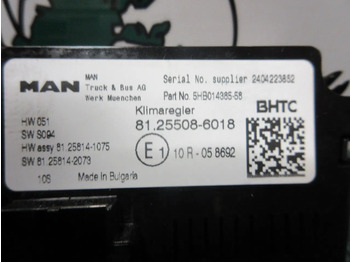 MAN
MAN
Truck & Bus AG
Werk Muenchen
Serial No. supplier 2404223852
Part No. 5HB014385-58
Klimaregler
81.25508-6018
BHTC
HW 051
SW S094
HW assy 81.25814-1075
SW 81.25814-2073
E1 10 R - 05 8692
10S
Made in Bulgaria